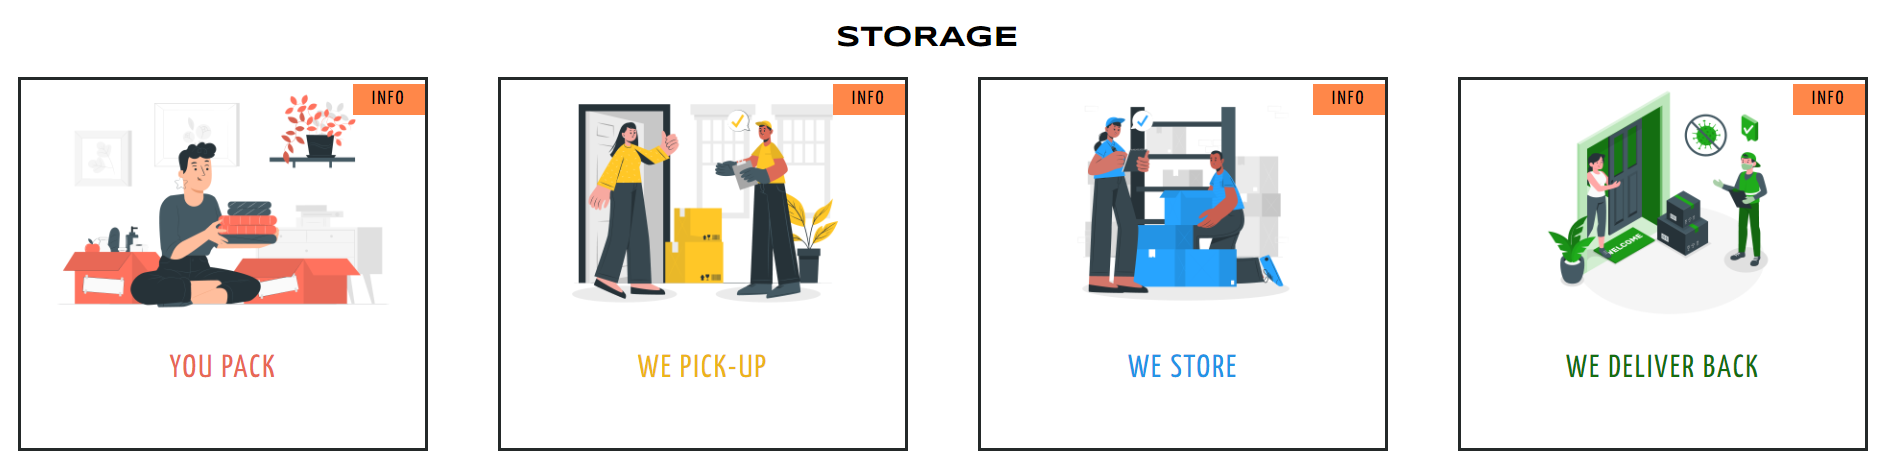 STORAGE
INFO
YOU PACK
INFO
WE PICK-UP
INFO
WE STORE
INFO
WELCOME
WE DELIVER BACK